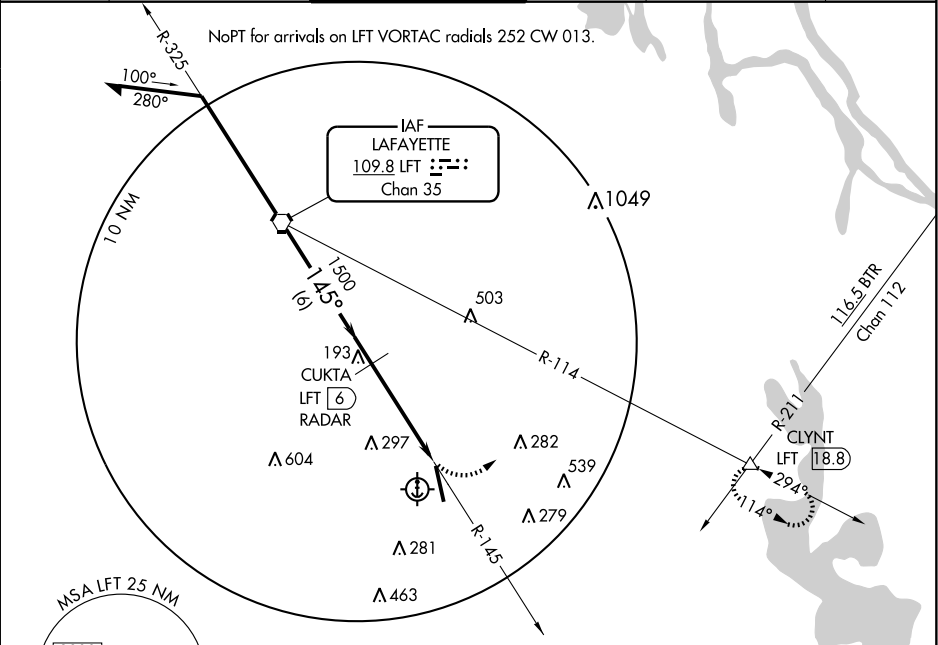 NoPT for arrivals on LFT VORTAC radials 252 CW 013.
R-325
100°
280°
IAF
LAFAYETTE
109.8 LFT
Chan 35
1049
10 NM
1500
145°
(6)
503
116.5 BTR
Chan 112
193
CUKTA
LFT 6
RADAR
R-114
R-211
CLYNT
LFT 18.8
297
282
604
539
294°
114°
279
R-145
281
463
MSA LFT 25 NM